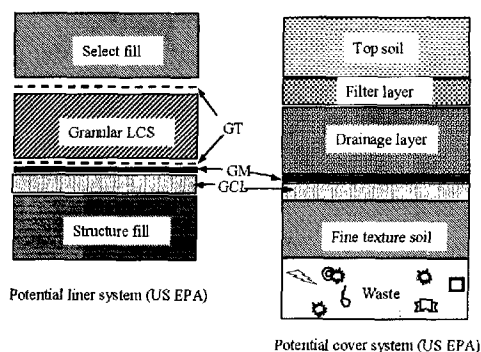 Select fill
Granular LCS
Structure fill
GT
GM
GCL
Top soil
Filter layer
Drainage layer
Fine texture soil
Waste
Potential liner system (US EPA)
Potential cover system (US EPA)